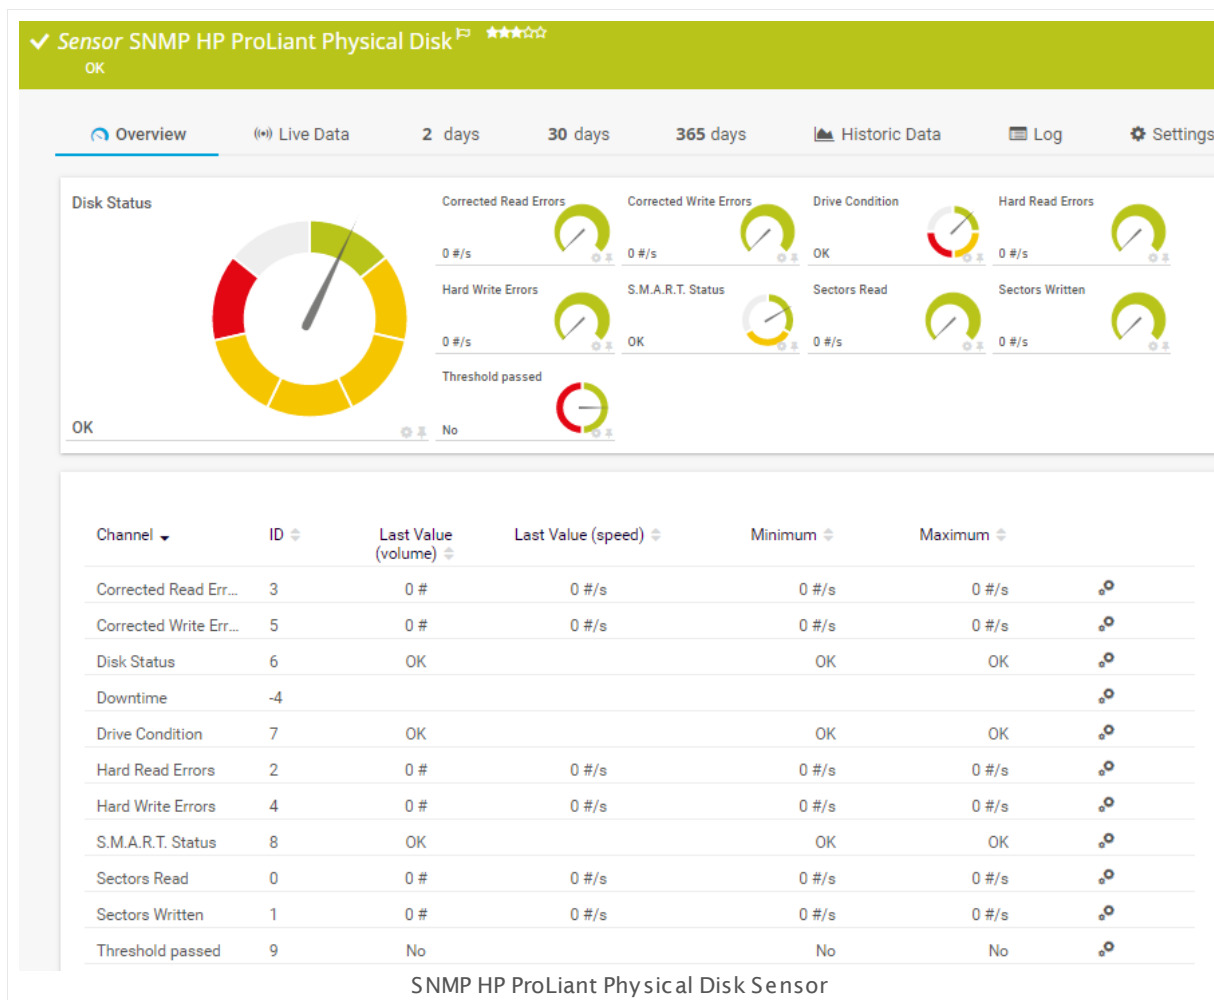 Sensor SNMP HP ProLiant Physical Disk
OK
Overview Live Data 2 days 30 days 365 days Historic Data Log Settings
Disk Status
OK
Corrected Read Errors
0 #/s
Corrected Write Errors
0 #/s
Drive Condition
OK
Hard Read Errors
0 #/s
Hard Write Errors
0 #/s
S.M.A.R.T. Status
OK
Sectors Read
0 #/s
Sectors Written
0 #/s
Threshold passed
No
Channel ID Last Value (volume) Last Value (speed) Minimum Maximum
Corrected Read Err... 3 0 # 0 #/s 0 #/s 0 #/s
Corrected Write Err... 5 0 # 0 #/s 0 #/s 0 #/s
Disk Status 6 OK OK OK
Downtime -4
Drive Condition 7 OK OK OK
Hard Read Errors 2 0 # 0 #/s 0 #/s 0 #/s
Hard Write Errors 4 0 # 0 #/s 0 #/s 0 #/s
S.M.A.R.T. Status 8 OK OK OK
Sectors Read 0 0 # 0 #/s 0 #/s 0 #/s
Sectors Written 1 0 # 0 #/s 0 #/s 0 #/s
Threshold passed 9 No No No
SNMP HP ProLiant Physical Disk Sensor